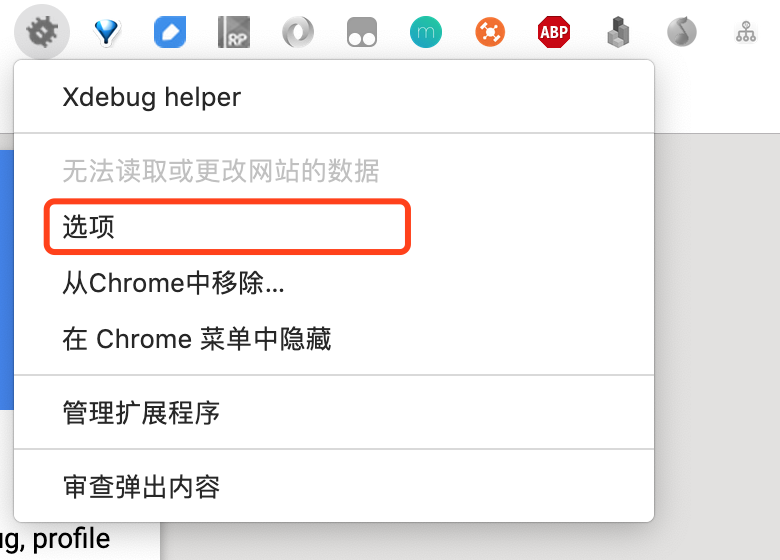 RP
m
ABP
Xdebug helper
无法读取或更改网站的数据
选项
从Chrome中移除...
在 Chrome 菜单中隐藏
管理扩展程序
审查弹出内容
g, profile